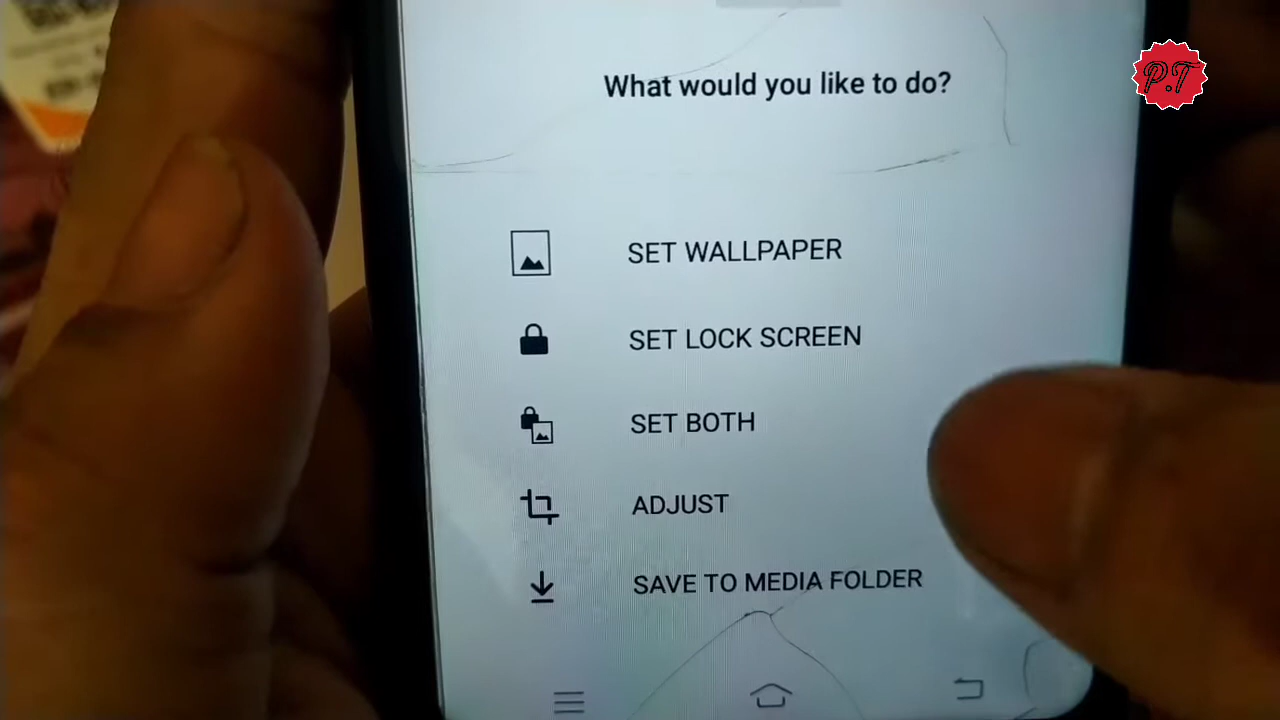 What would you like to do?
P.T
SET WALLPAPER
SET LOCK SCREEN
SET BOTH
ADJUST
SAVE TO MEDIA FOLDER